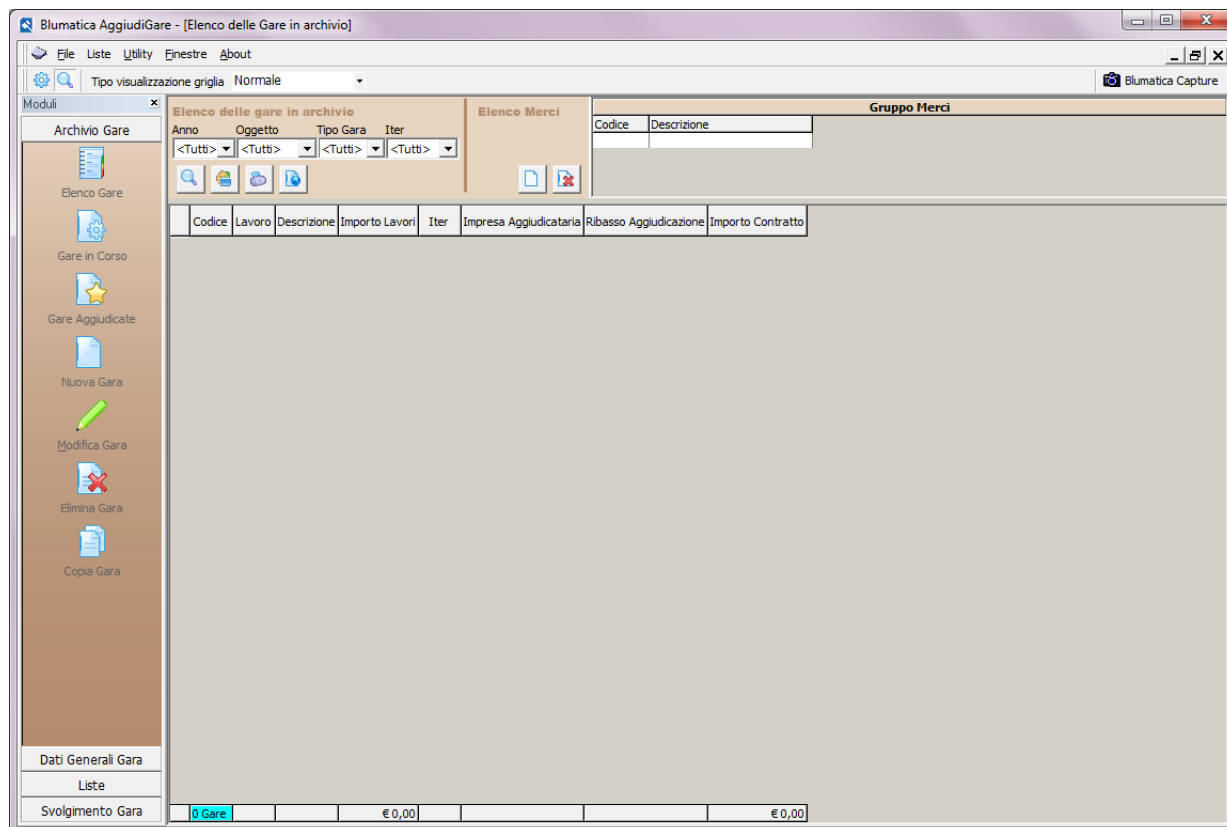 Blumatica AggiudiGare - [Elenco delle Gare in archivio]
File Liste Utility Finestre About
Tipo visualizzazione griglia Normale
Blumatica Capture
Moduli
Archivio Gare
Elenco Gare
Gare in Corso
Gare Aggiudicate
Nuova Gara
Modifica Gara
Elimina Gara
Copia Gara
Dati Generali Gara
Liste
Svolgimento Gara
Elenco delle gare in archivio
Anno Oggetto Tipo Gara Iter
<Tutti> <Tutti> <Tutti> <Tutti>
Elenco Merci
Gruppo Merci
Codice Descrizione
Codice Lavoro Descrizione Importo Lavori Iter Impresa Aggiudicataria Ribasso Aggiudicazione Importo Contratto
0 Gare € 0,00 € 0,00